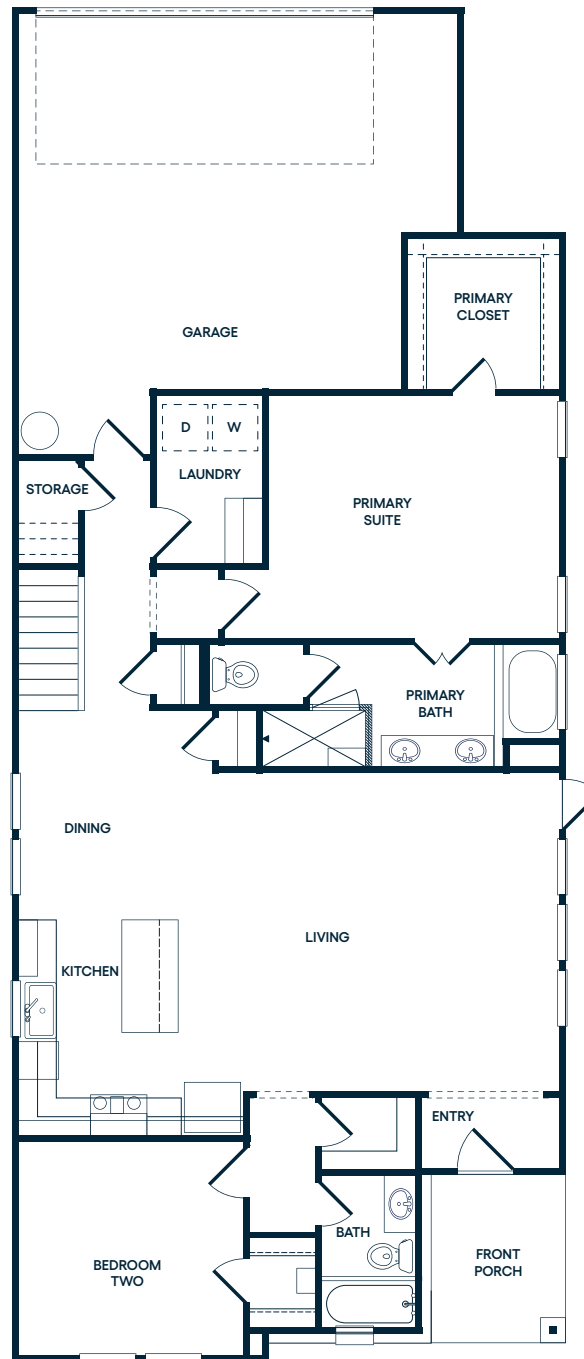 PRIMARY
CLOSET
GARAGE
D
W
LAUNDRY
STORAGE
PRIMARY
SUITE
PRIMARY
BATH
DINING
LIVING
KITCHEN
ENTRY
BATH
BEDROOM
TWO
FRONT
PORCH